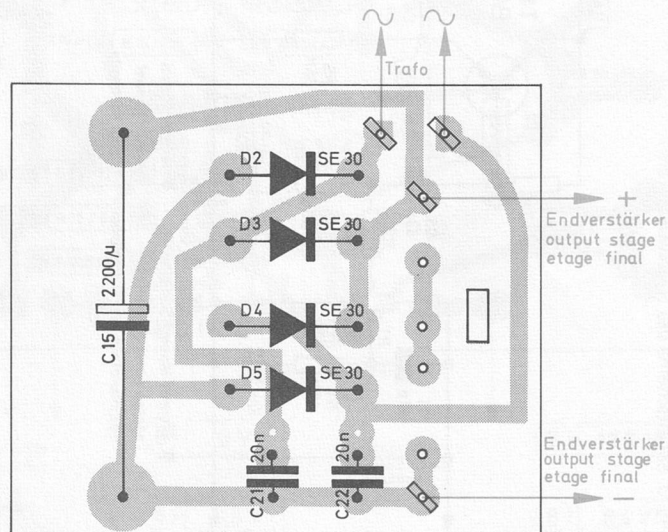 Trafo
D2 SE 30
D3 SE 30
+
Endverstärker
output stage
etage final
2200µ
C15
D4 SE 30
D5 SE 30
20n
C21
20n
C22
Endverstärker
output stage
etage final
−